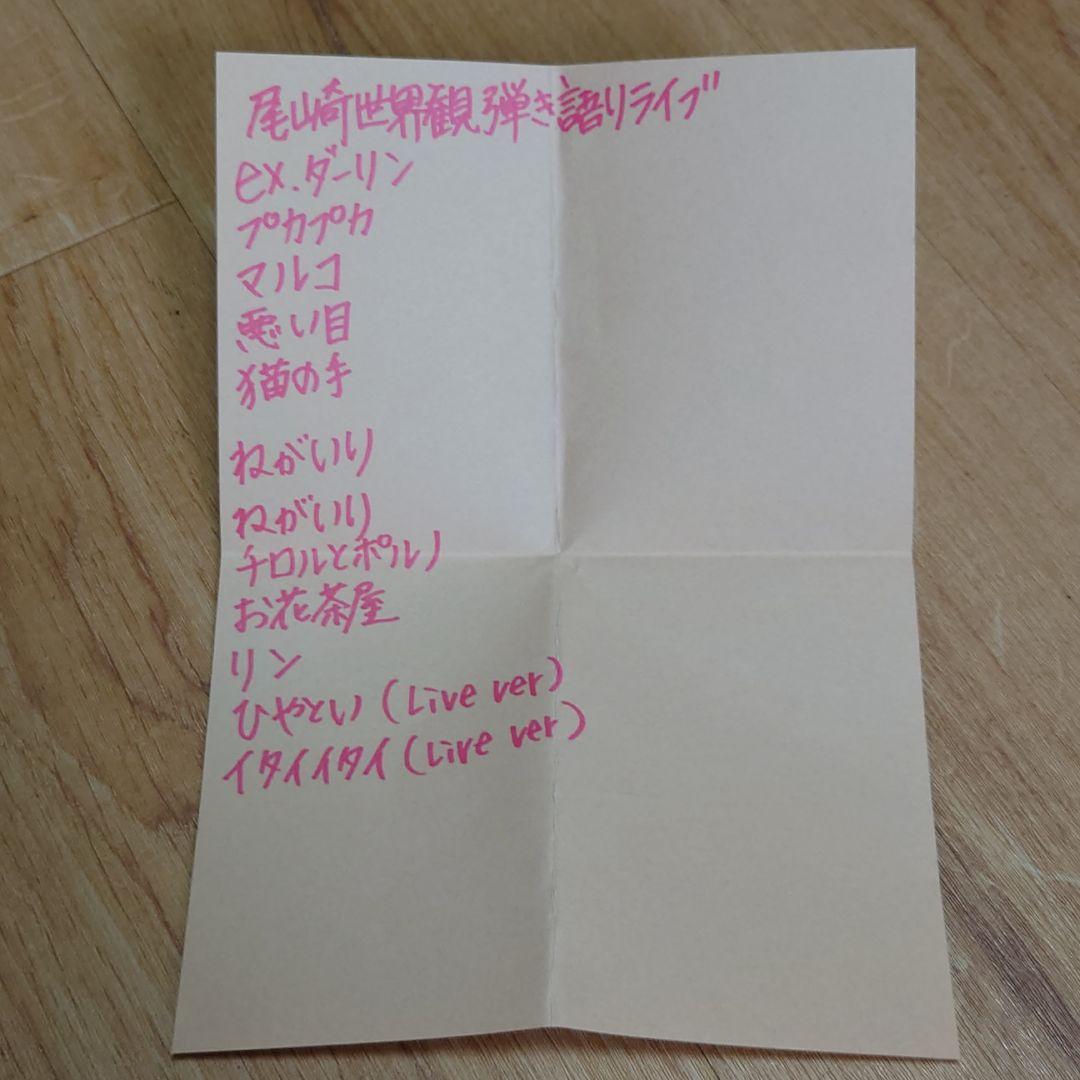 尾崎世界観弾き語りライブ
ex.ダーリン
プカプカ
マルコ
悪い目
猫の手
ねがいり
ねがいり
チロルとポルノ
お花茶屋
リン
ひやとい(Live ver)
イタイイタイ(Live ver)